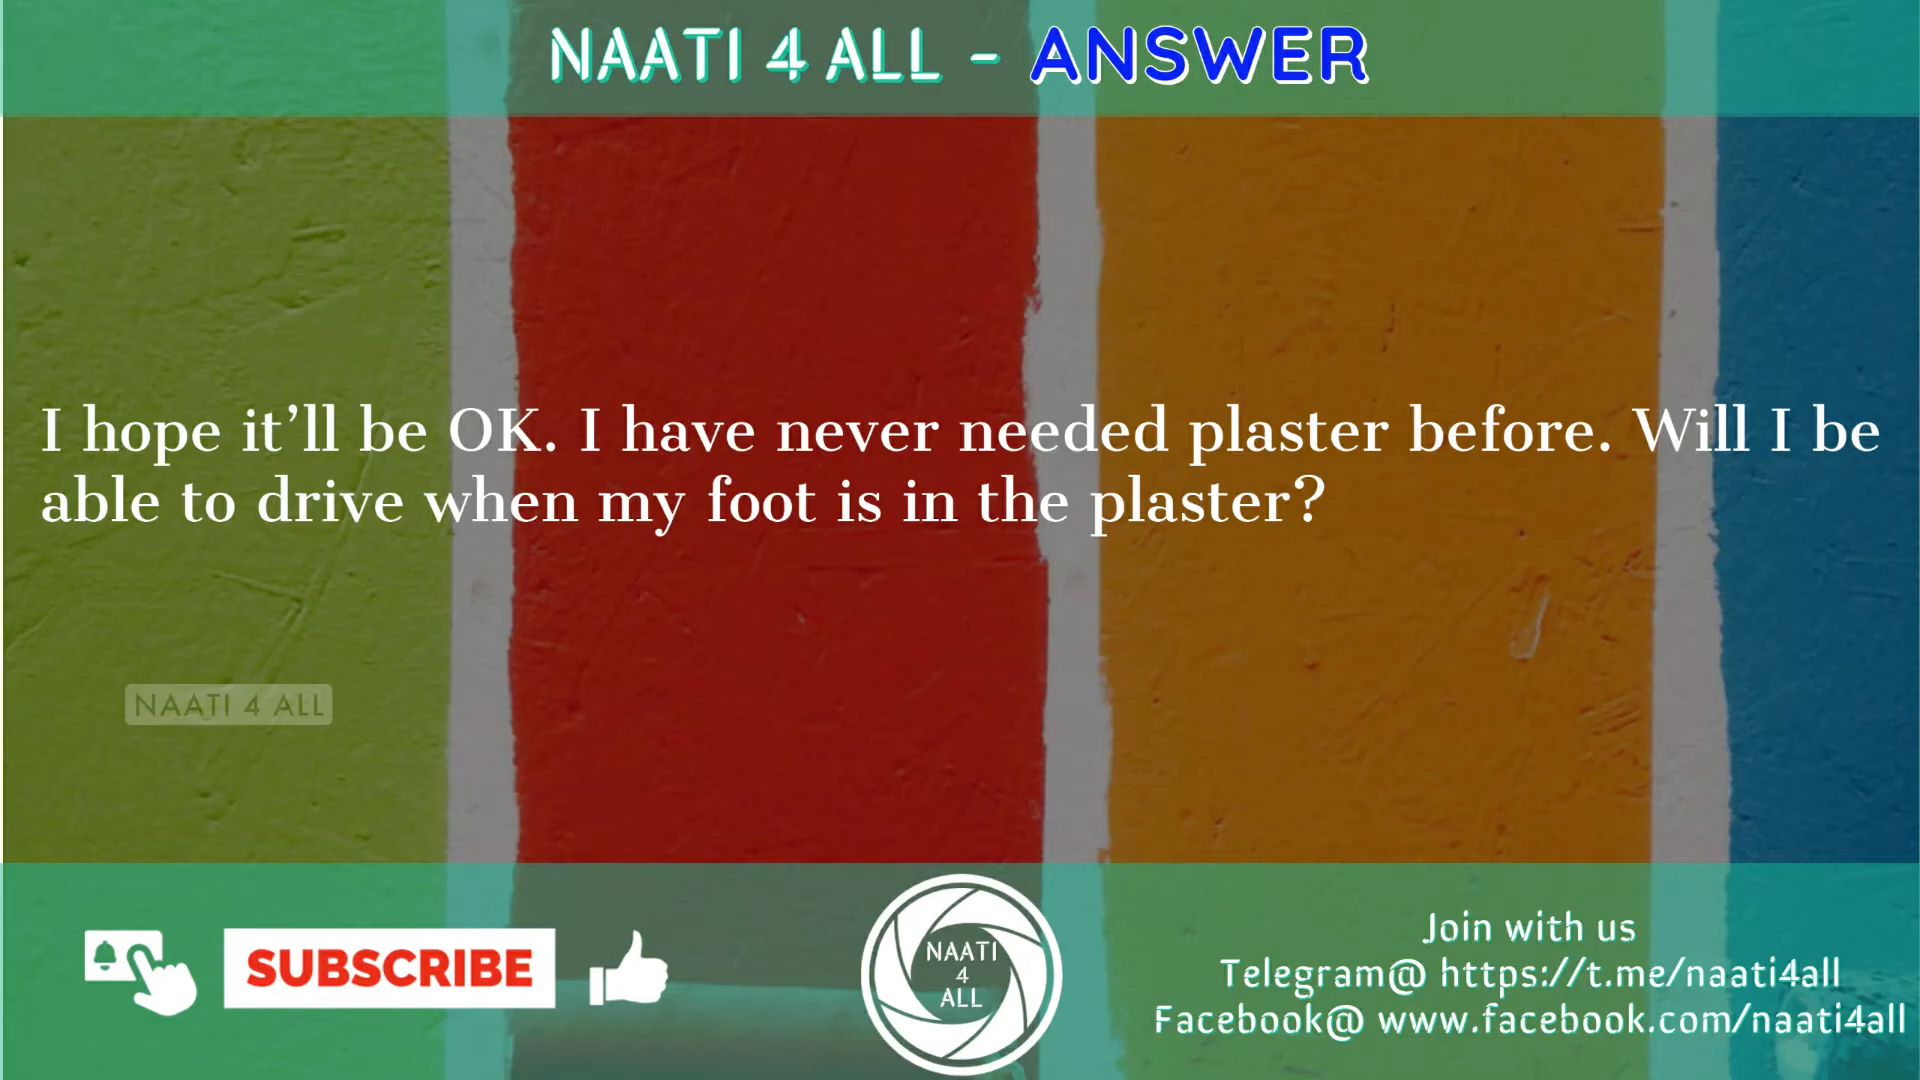 NAATI 4 ALL - ANSWER
I hope it’ll be OK. I have never needed plaster before. Will I be
able to drive when my foot is in the plaster?
NAATI 4 ALL
SUBSCRIBE
NAATI
4
ALL
Join with us
Telegram@ https://t.me/naati4all
Facebook@ www.facebook.com/naati4all